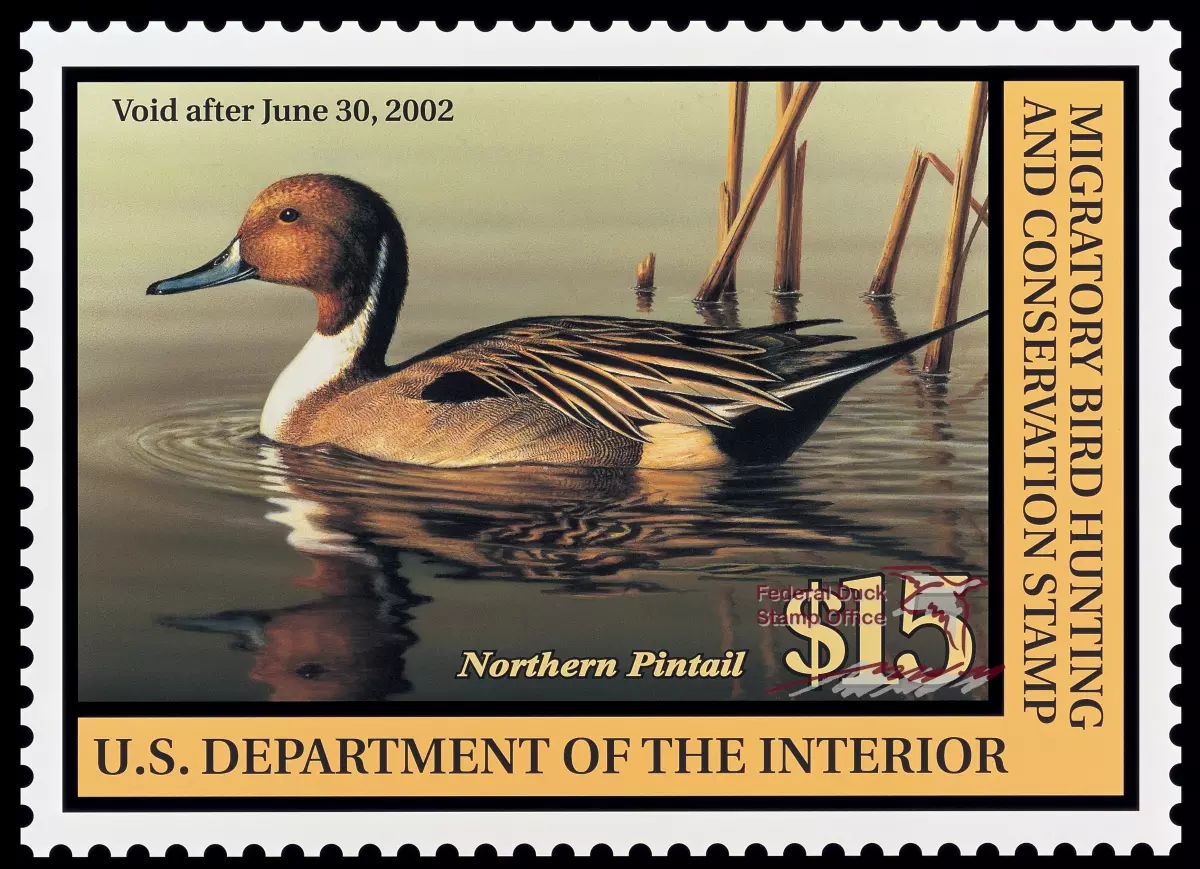 Void after June 30, 2002
MIGRATORY BIRD HUNTING
AND CONSERVATION STAMP
Federal Duck
Stamp Office
$15
Northern Pintail
U.S. DEPARTMENT OF THE INTERIOR